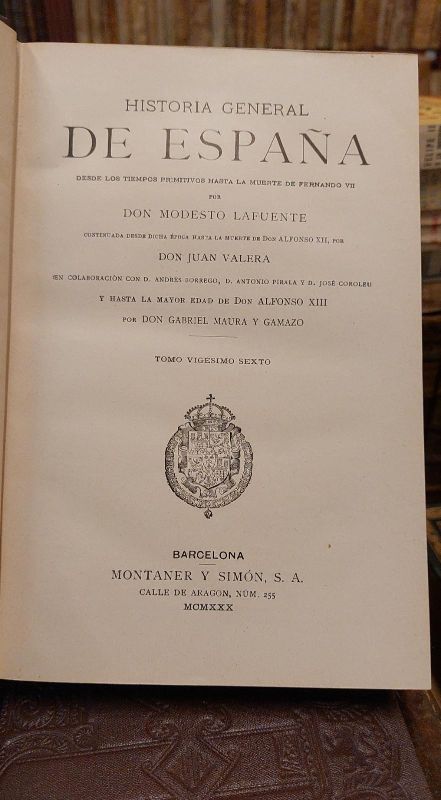 HISTORIA GENERAL
DE ESPAÑA
DESDE LOS TIEMPOS PRIMITIVOS HASTA LA MUERTE DE FERNANDO VII
POR
DON MODESTO LAFUENTE
CONTINUADA DESDE DICHA ÉPOCA HASTA LA MUERTE DE DON ALFONSO XII, POR
DON JUAN VALERA
EN COLABORACIÓN CON D. ANDRÉS BORREGO, D. ANTONIO PIRALA Y D. JOSÉ COROLEU
Y HASTA LA MAYOR EDAD DE DON ALFONSO XIII
POR DON GABRIEL MAURA Y GAMAZO
TOMO VIGESIMO SEXTO
BARCELONA
MONTANER Y SIMÓN, S. A.
CALLE DE ARAGON, NÚM. 255
MCMXXX